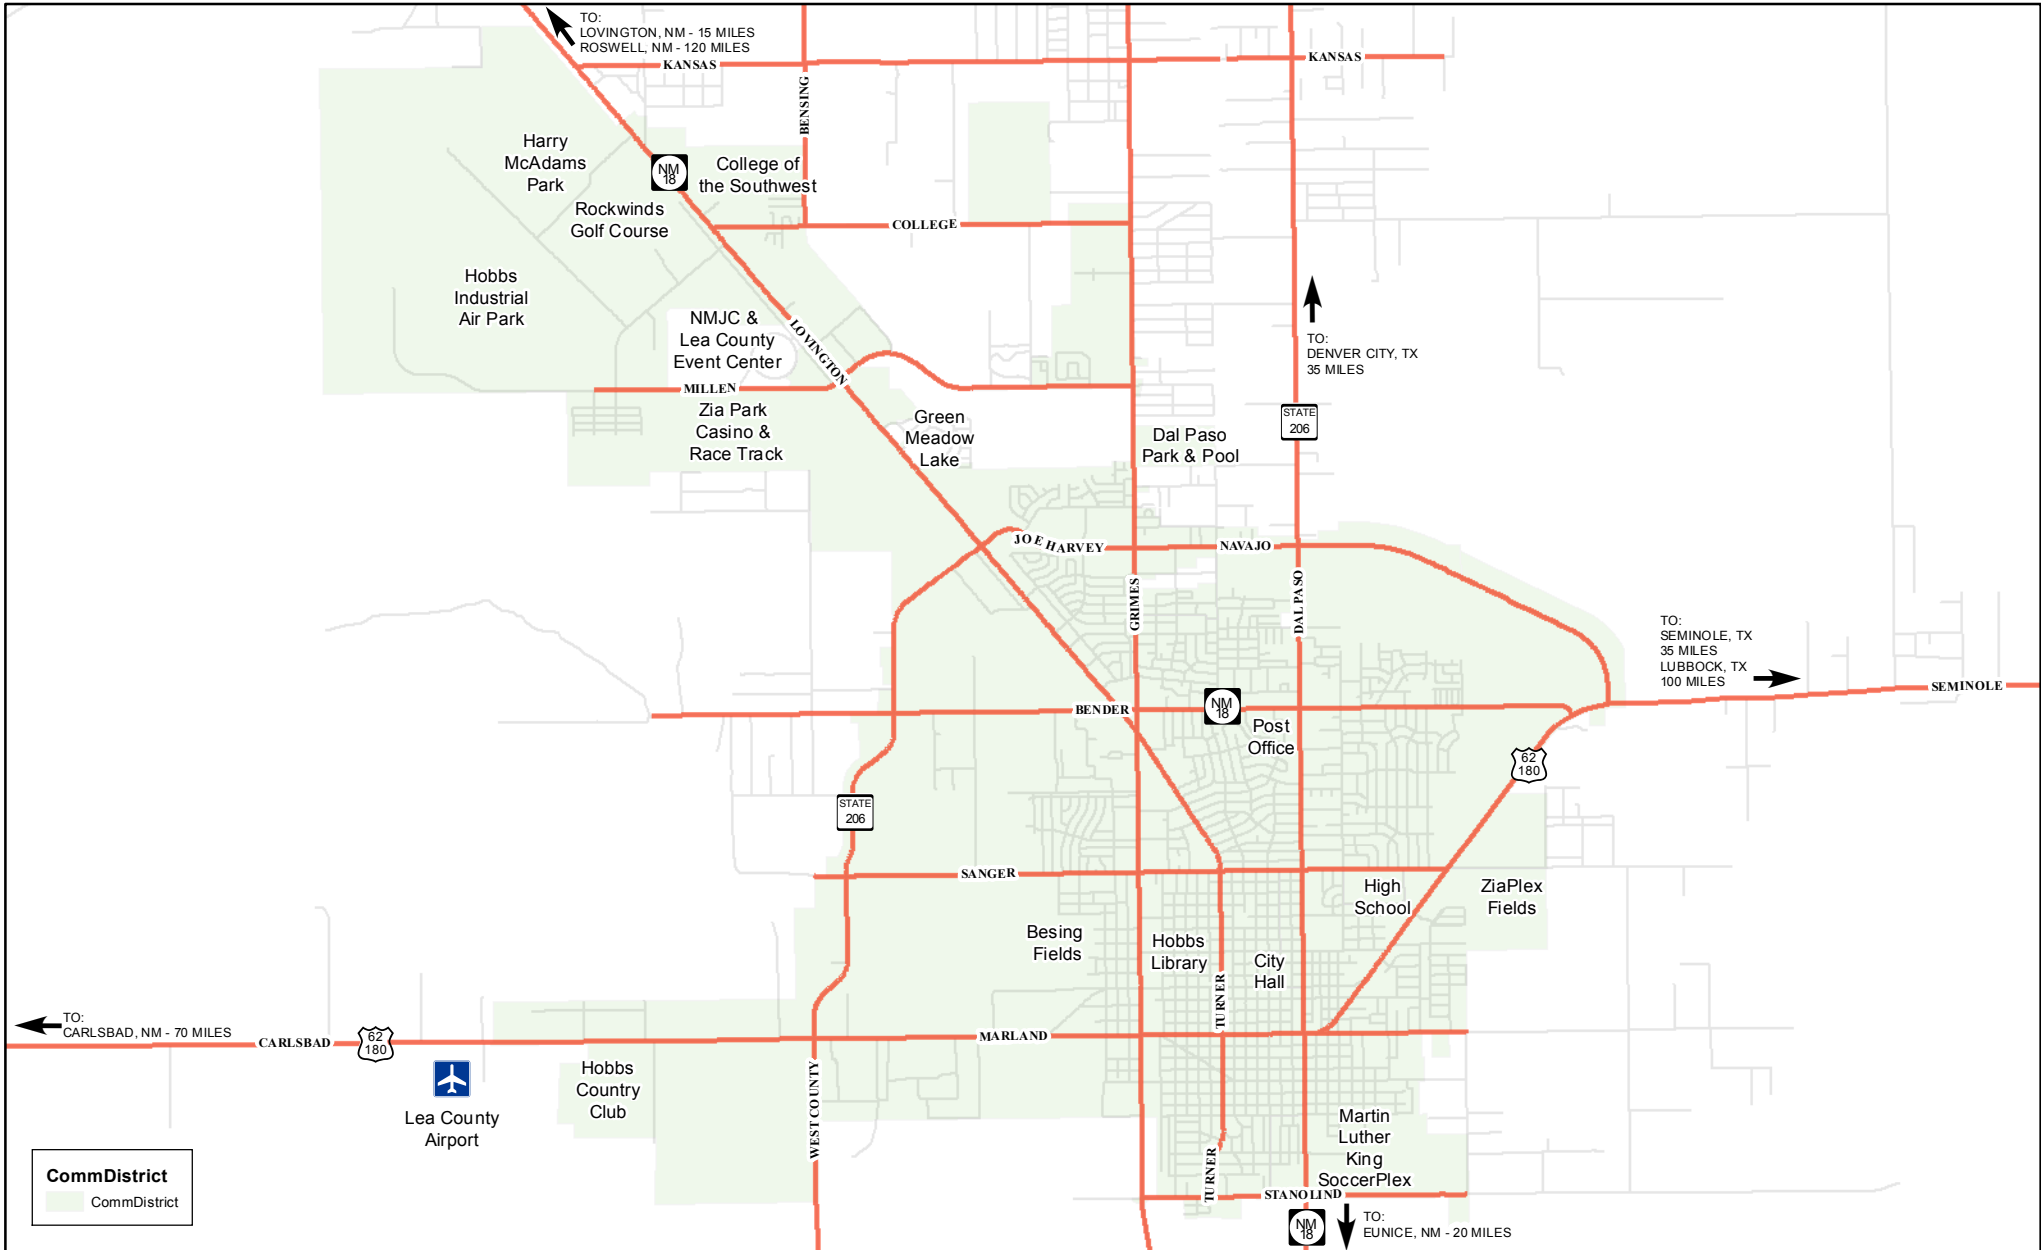 TO:
LOVINGTON, NM - 15 MILES
ROSWELL, NM - 120 MILES
KANSAS
KANSAS
BENSING
Harry
McAdams
Park
NM
18
College of
the Southwest
Rockwinds
Golf Course
COLLEGE
Hobbs
Industrial
Air Park
NMJC &
Lea County
Event Center
LOVINGTON
TO:
DENVER CITY, TX
35 MILES
MILLEN
Zia Park
Casino &
Race Track
Green
Meadow
Lake
Dal Paso
Park & Pool
STATE
206
JOE HARVEY
NAVAJO
GRIMES
DAL PASO
TO:
SEMINOLE, TX
35 MILES
LUBBOCK, TX
100 MILES
SEMINOLE
BENDER
NM
18
Post
Office
62
180
STATE
206
SANGER
High
School
ZiaPlex
Fields
Besing
Fields
Hobbs
Library
City
Hall
TURNER
TO:
CARLSBAD, NM - 70 MILES
CARLSBAD
62
180
MARLAND
Lea County
Airport
Hobbs
Country
Club
WEST COUNTY
Martin
Luther
King
SoccerPlex
TURNER
STANOLIND
NM
18
TO:
EUNICE, NM - 20 MILES
CommDistrict
CommDistrict